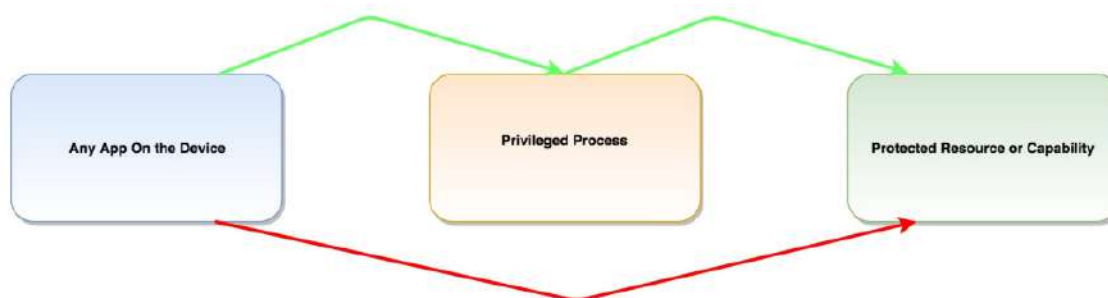 Any App On the Device
Privileged Process
Protected Resource or Capability